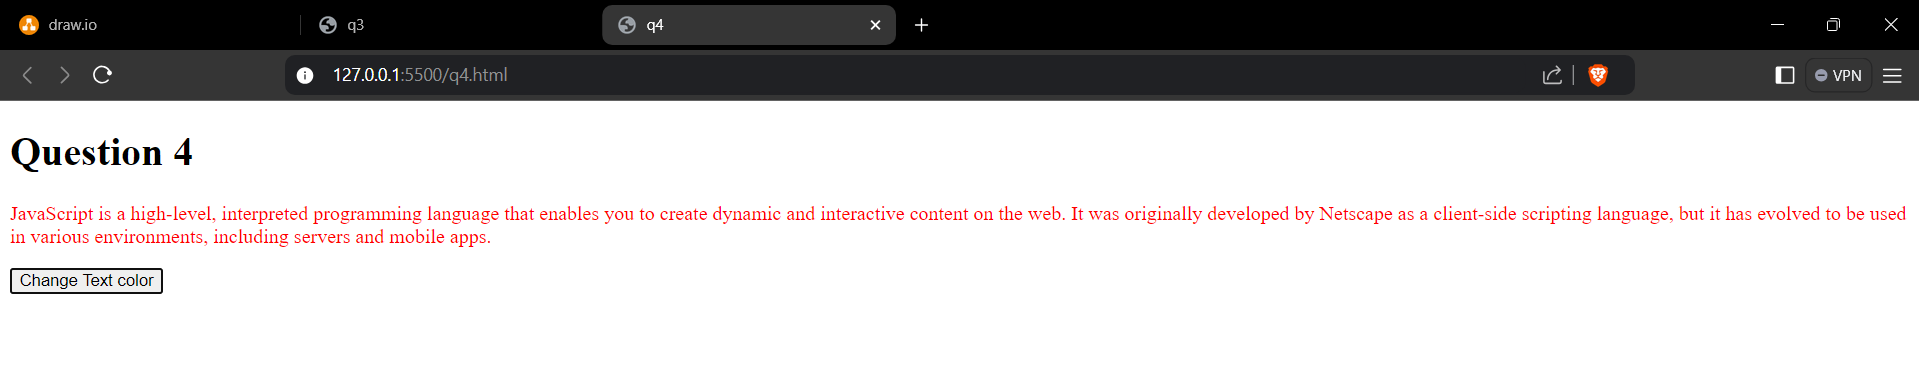 draw.io
q3
q4
127.0.0.1:5500/q4.html
VPN
Question 4
JavaScript is a high-level, interpreted programming language that enables you to create dynamic and interactive content on the web. It was originally developed by Netscape as a client-side scripting language, but it has evolved to be used
in various environments, including servers and mobile apps.
Change Text color